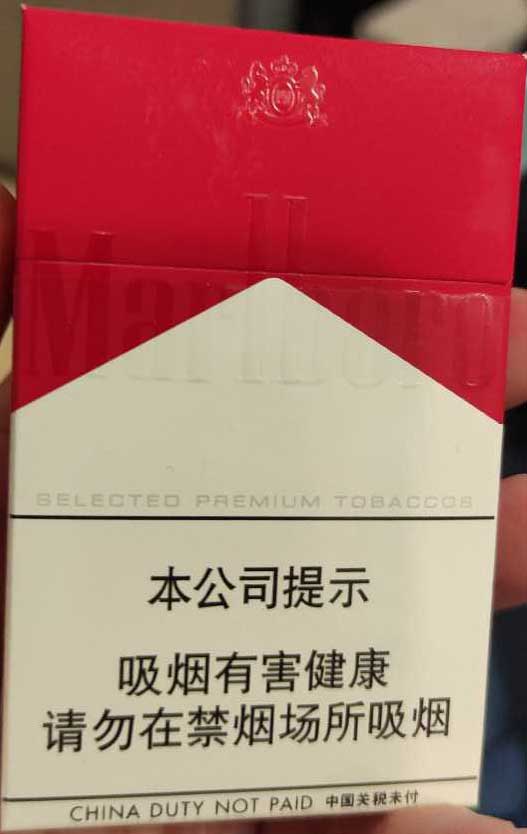 Marlboro
SELECTED PREMIUM TOBACCOS
本公司提示
吸烟有害健康
请勿在禁烟场所吸烟
CHINA DUTY NOT PAID 中国关税未付